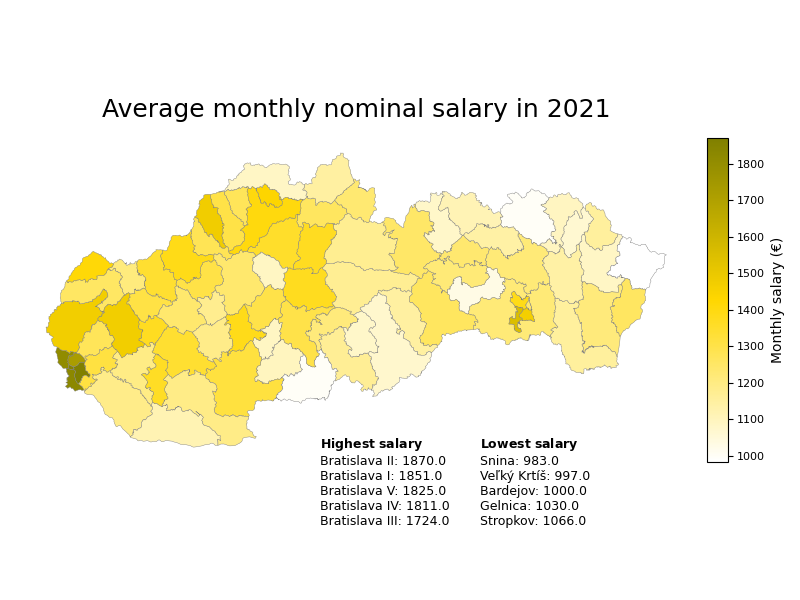 Average monthly nominal salary in 2021
1800
1700
1600
1500
1400
1300
1200
1100
1000
Monthly salary (€)
Highest salary
Bratislava II: 1870.0
Bratislava I: 1851.0
Bratislava V: 1825.0
Bratislava IV: 1811.0
Bratislava III: 1724.0
Lowest salary
Snina: 983.0
Veľký Krtíš: 997.0
Bardejov: 1000.0
Gelnica: 1030.0
Stropkov: 1066.0